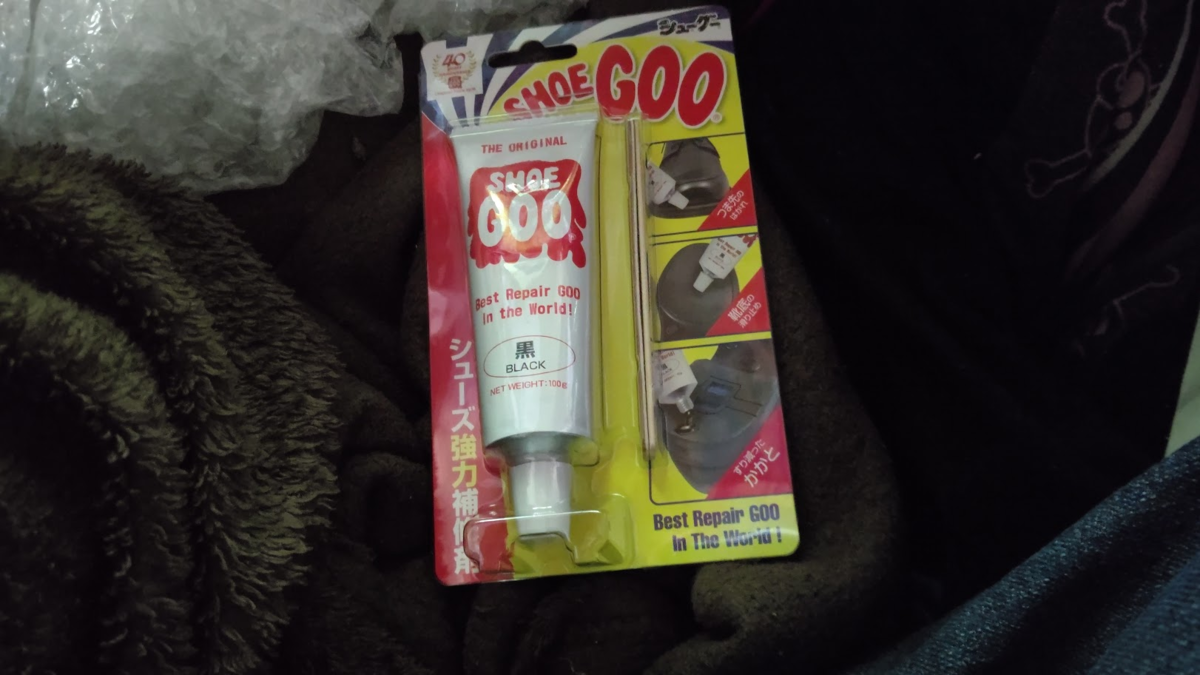 シューグー
40
SHOE GOO®
THE ORIGINAL
SHOE
GOO
Best Repair GOO
in the World!
黒
BLACK
NET WEIGHT:100g
シューズ強力補修剤
つま先の
はがれ
靴底の
滑り止め
すり減った
かかと
Best Repair GOO
In The World !